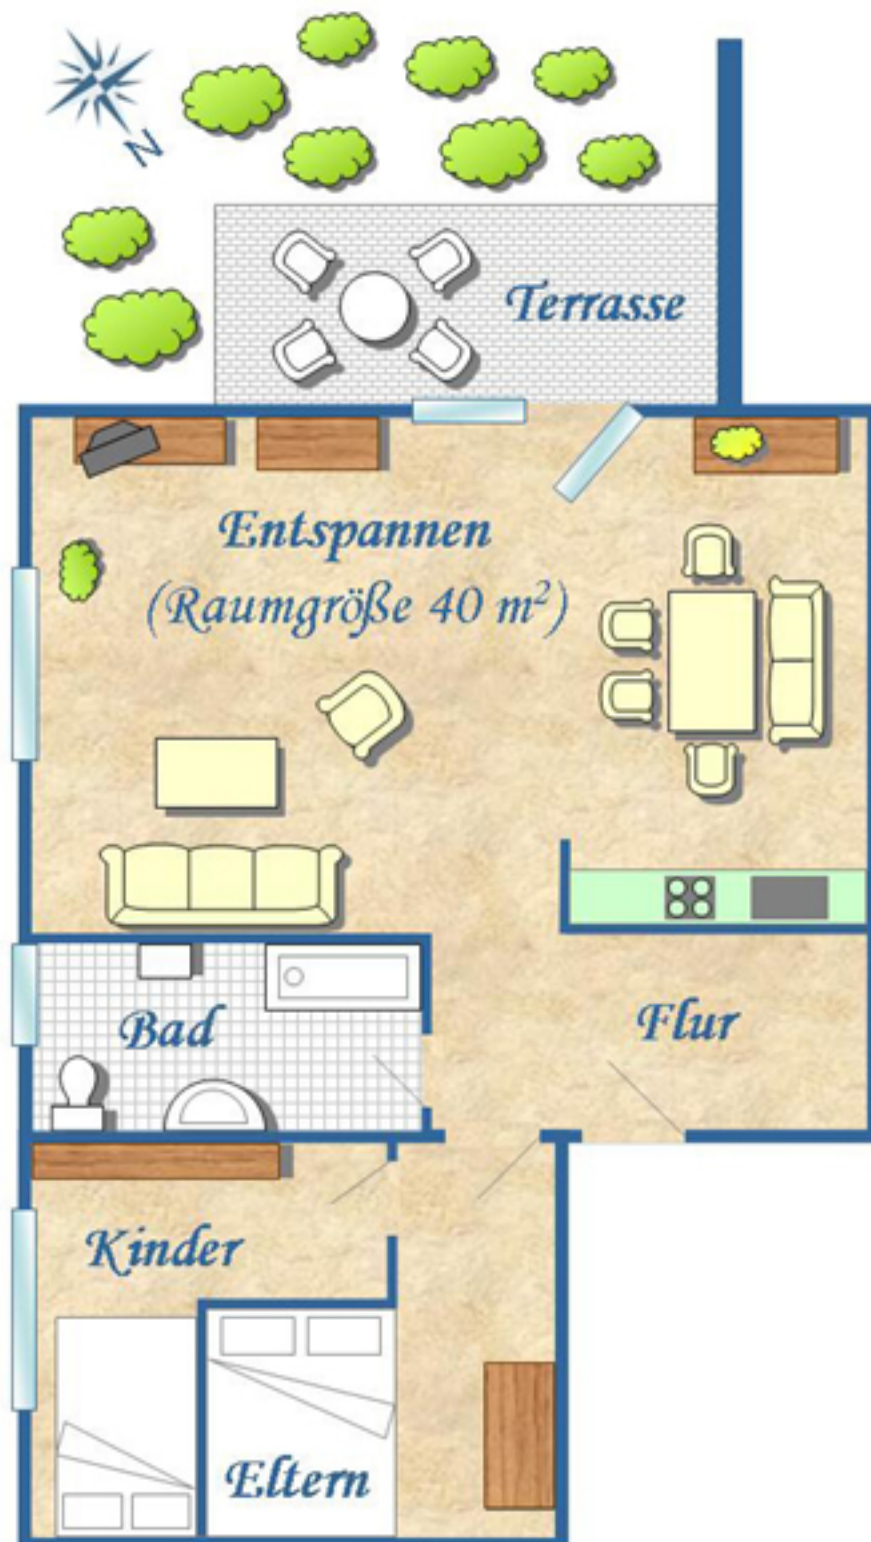 N
Terrasse
Entspannen
(Raumgröße 40 m²)
Bad
Flur
Kinder
Eltern